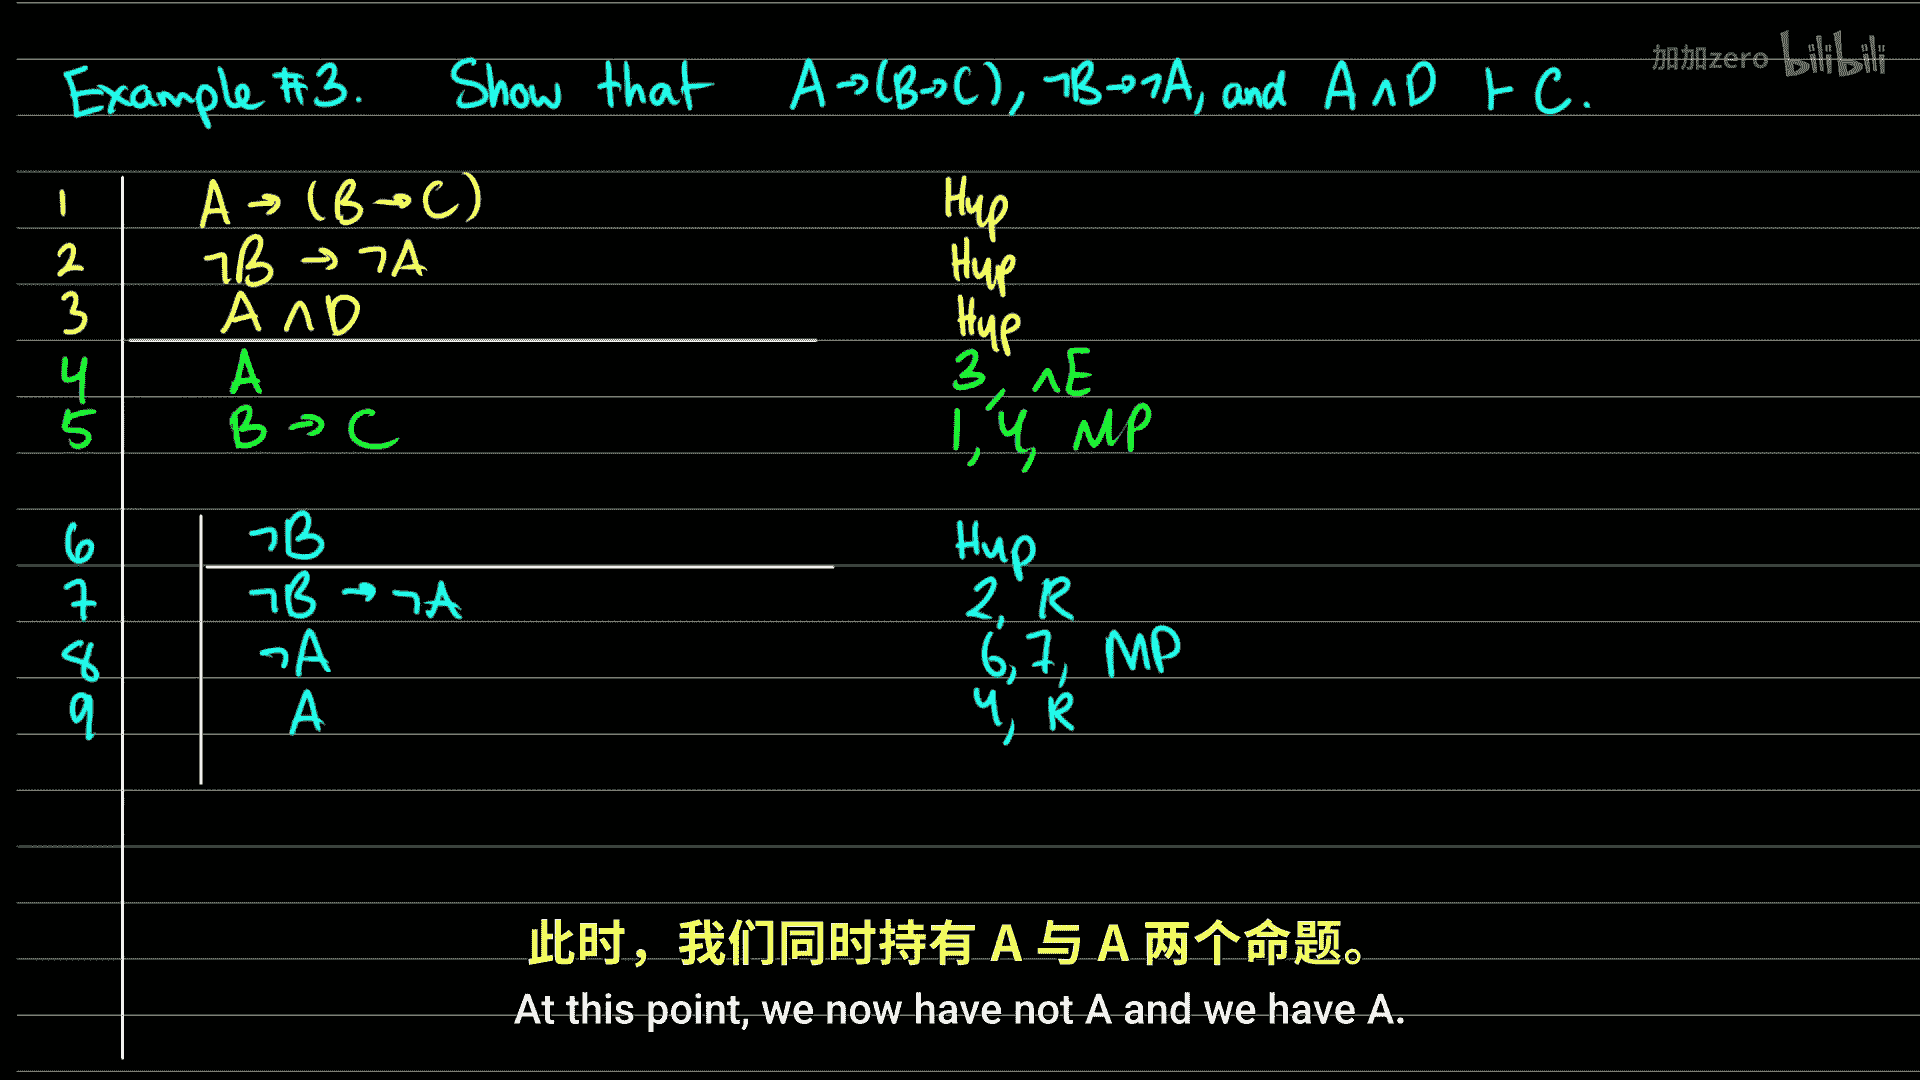 加加zero bilibili
Example #3. Show that A→(B→C), ¬B→¬A, and A∧D ⊢ C.
1 A → (B → C) Hyp
2 ¬B → ¬A Hyp
3 A ∧ D Hyp
4 A 3, ∧E
5 B → C 1, 4, MP
6 ¬B Hyp
7 ¬B → ¬A 2, R
8 ¬A 6, 7, MP
9 A 4, R
此时，我们同时持有 A 与 A 两个命题。
At this point, we now have not A and we have A.